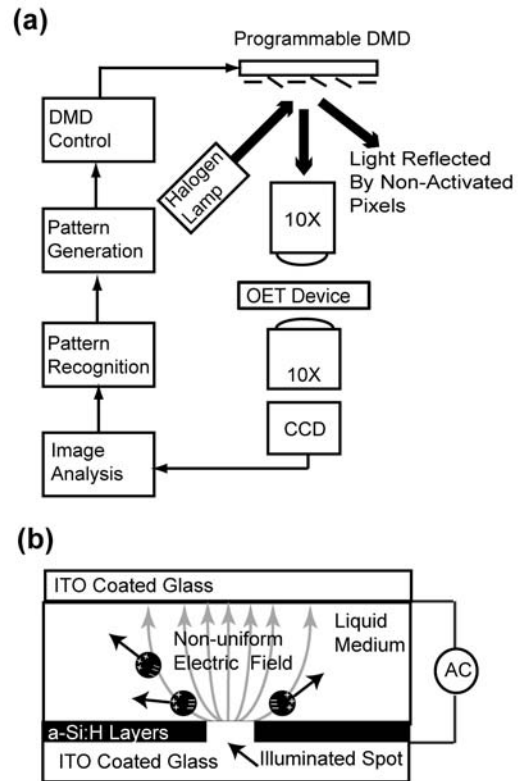 (a)
Programmable DMD
DMD
Control
Halogen
Lamp
Light Reflected
By Non-Activated
Pixels
Pattern
Generation
10X
OET Device
Pattern
Recognition
10X
CCD
Image
Analysis
(b)
ITO Coated Glass
Liquid
Medium
Non-uniform
Electric Field
AC
a-Si:H Layers
ITO Coated Glass
Illuminated Spot